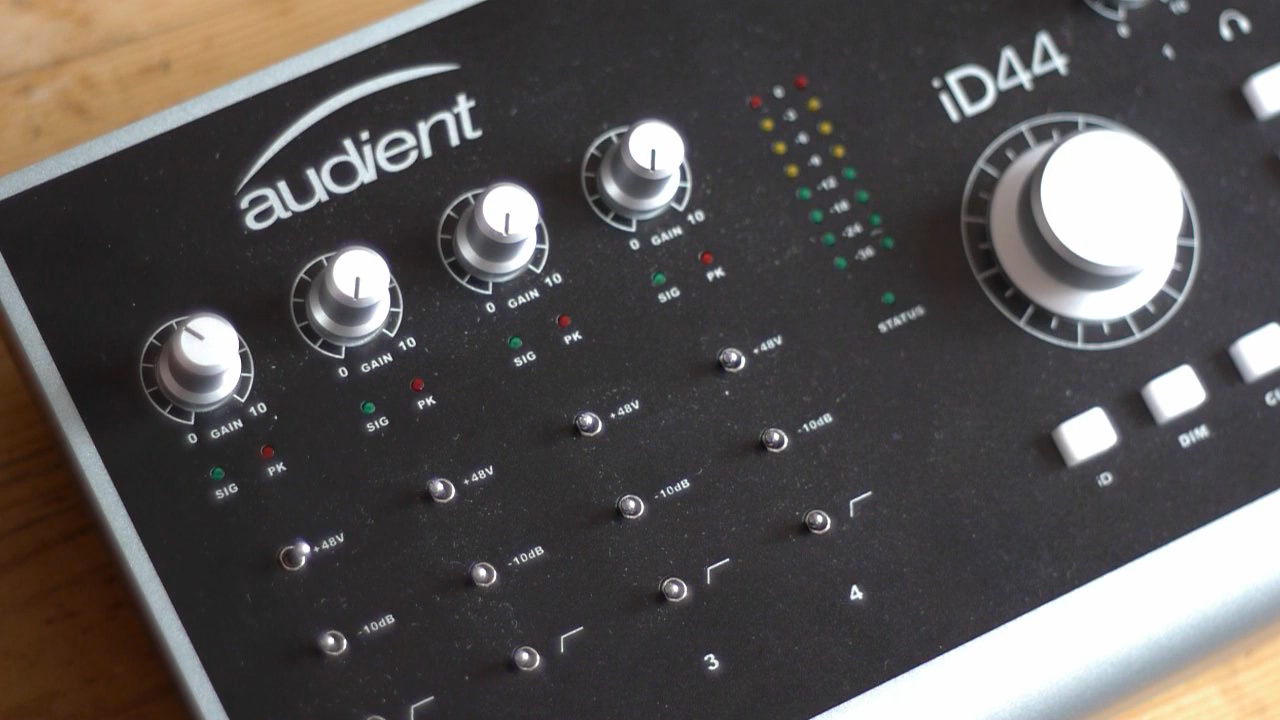 audient
iD44
0 GAIN 10
0 GAIN 10
0 GAIN 10
0 GAIN 10
SIG PK
SIG PK
SIG PK
SIG PK
0
-3
-6
-9
-12
-18
-24
-36
STATUS
+48V
+48V
+48V
+48V
-10dB
-10dB
-10dB
-10dB
3
4
iD
DIM